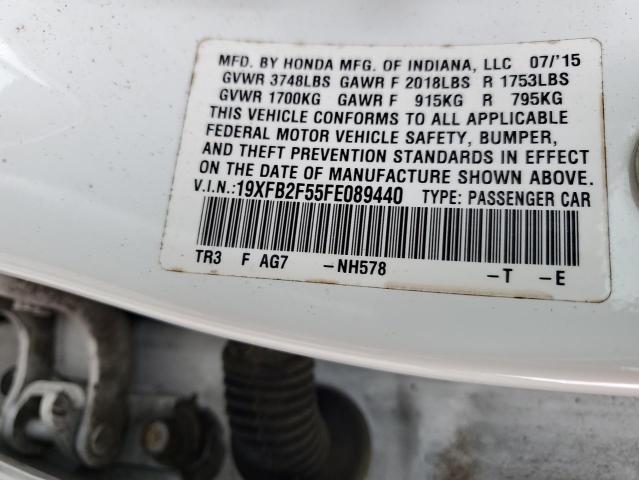 MFD. BY HONDA MFG. OF INDIANA, LLC 07/'15
GVWR 3748LBS GAWR F 2018LBS R 1753LBS
GVWR 1700KG GAWR F 915KG R 795KG
THIS VEHICLE CONFORMS TO ALL APPLICABLE
FEDERAL MOTOR VEHICLE SAFETY, BUMPER,
AND THEFT PREVENTION STANDARDS IN EFFECT
ON THE DATE OF MANUFACTURE SHOWN ABOVE.
V.I.N.:19XFB2F55FE089440 TYPE: PASSENGER CAR
TR3 F AG7 -NH578 -T -E